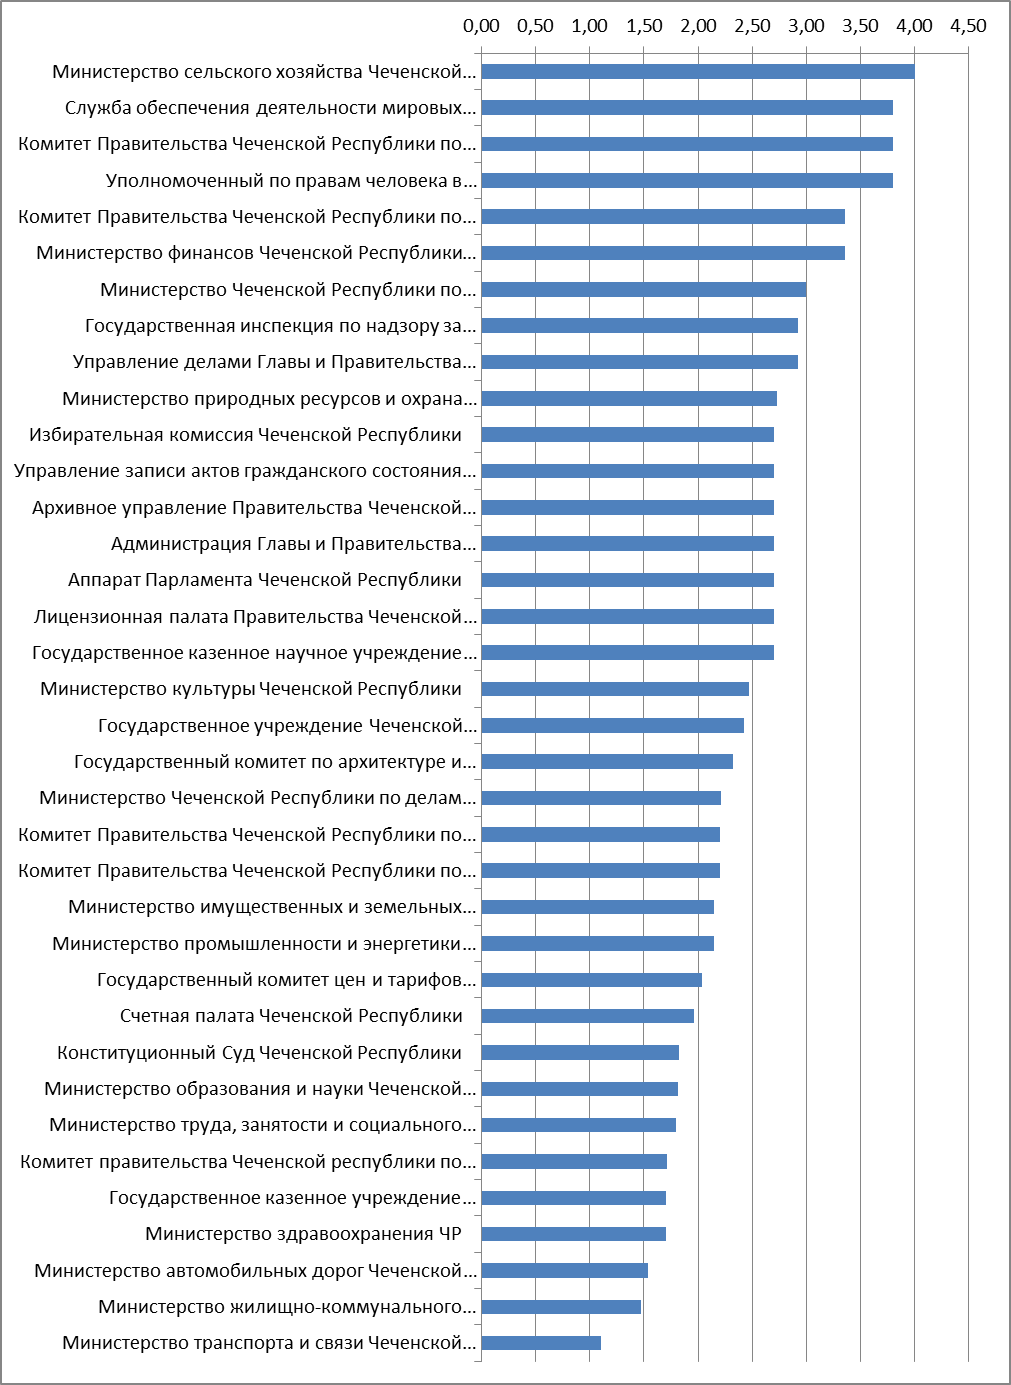 0,00 0,50 1,00 1,50 2,00 2,50 3,00 3,50 4,00 4,50
Министерство сельского хозяйства Чеченской...
Служба обеспечения деятельности мировых...
Комитет Правительства Чеченской Республики по...
Уполномоченный по правам человека в...
Комитет Правительства Чеченской Республики по...
Министерство финансов Чеченской Республики...
Министерство Чеченской Республики по...
Государственная инспекция по надзору за...
Управление делами Главы и Правительства...
Министерство природных ресурсов и охрана...
Избирательная комиссия Чеченской Республики
Управление записи актов гражданского состояния...
Архивное управление Правительства Чеченской...
Администрация Главы и Правительства...
Аппарат Парламента Чеченской Республики
Лицензионная палата Правительства Чеченской...
Государственное казенное научное учреждение...
Министерство культуры Чеченской Республики
Государственное учреждение Чеченской...
Государственный комитет по архитектуре и...
Министерство Чеченской Республики по делам...
Комитет Правительства Чеченской Республики по...
Комитет Правительства Чеченской Республики по...
Министерство имущественных и земельных...
Министерство промышленности и энергетики...
Государственный комитет цен и тарифов...
Счетная палата Чеченской Республики
Конституционный Суд Чеченской Республики
Министерство образования и науки Чеченской...
Министерство труда, занятости и социального...
Комитет правительства Чеченской республики по...
Государственное казенное учреждение...
Министерство здравоохранения ЧР
Министерство автомобильных дорог Чеченской...
Министерство жилищно-коммунального...
Министерство транспорта и связи Чеченской...